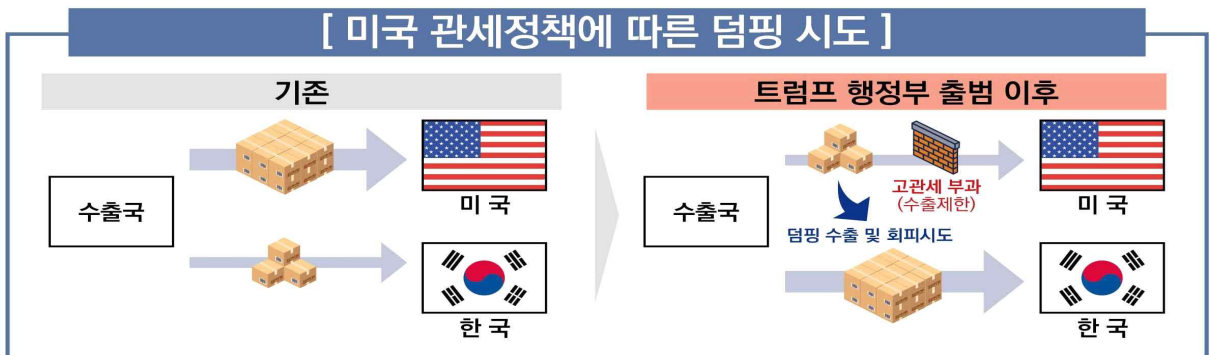 [ 미국 관세정책에 따른 덤핑 시도 ]
기존
수출국
미 국
한 국
트럼프 행정부 출범 이후
수출국
고관세 부과
(수출제한)
미 국
덤핑 수출 및 회피시도
한 국